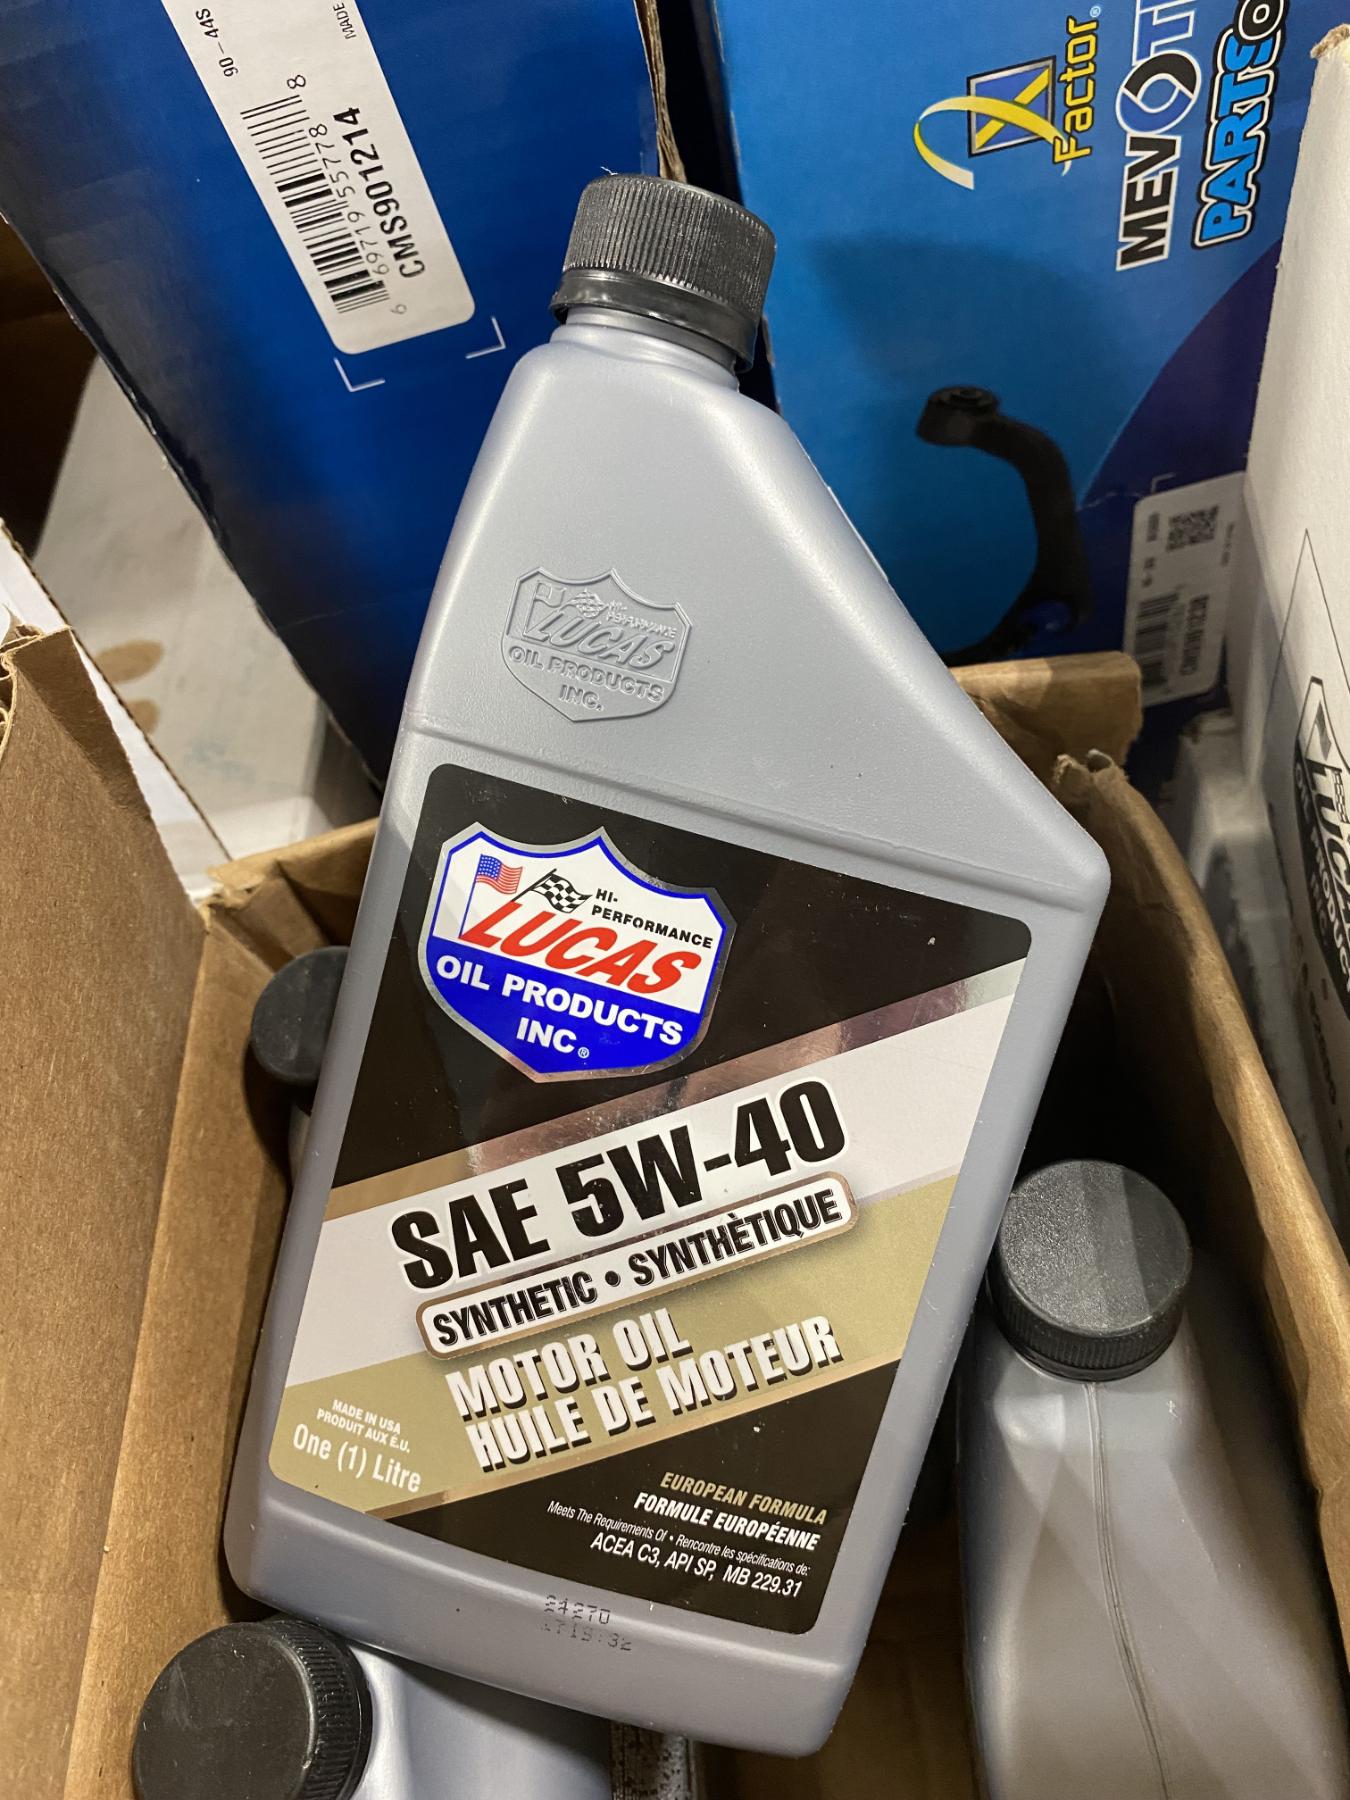 90-44S
MADE
8
6 69719 55778
CMS901214
X Factor®
MEVOTE
PARTS
HI-
PERFORMANCE
LUCAS
OIL PRODUCTS
INC.
HI-
PERFORMANCE
LUCAS
OIL PRODUCTS
INC.®
SAE 5W-40
SYNTHETIC • SYNTHÈTIQUE
MOTOR OIL
HUILE DE MOTEUR
MADE IN USA
PRODUIT AUX É.U.
One (1) Litre
EUROPEAN FORMULA
FORMULE EUROPÉENNE
Meets The Requirements Of • Rencontre les spécifications de:
ACEA C3, API SP, MB 229.31
24270
LUCAS